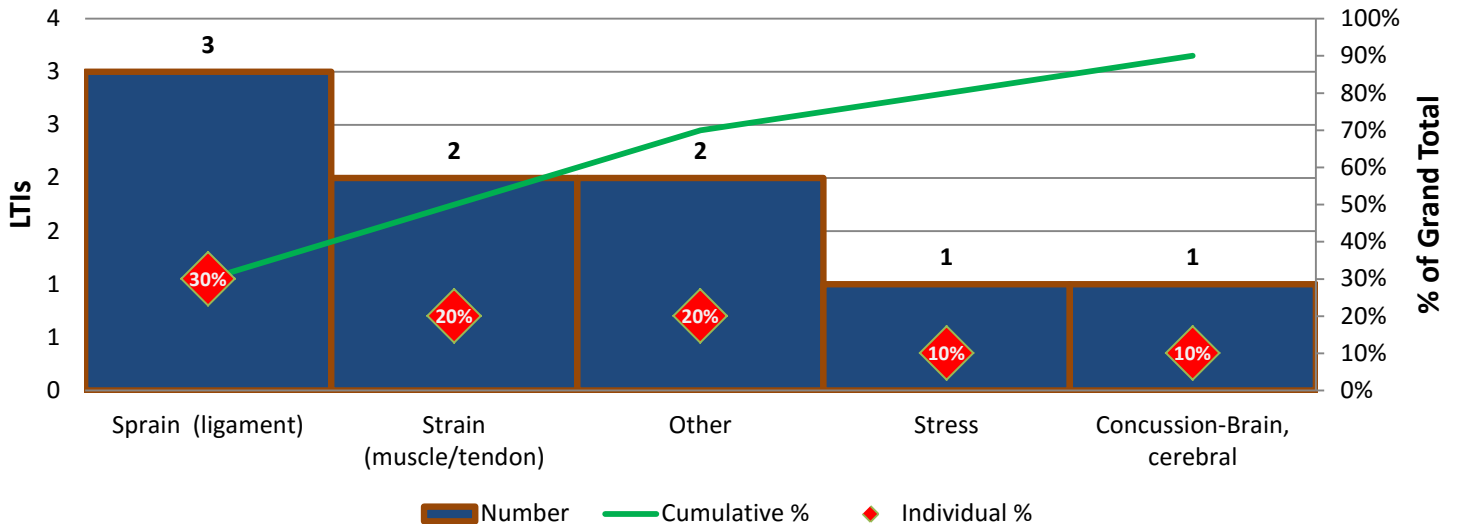 4
3
3
2
2
1
1
0
LTIs
3
2
2
1
1
30%
20%
20%
10%
10%
100%
90%
80%
70%
60%
50%
40%
30%
20%
10%
0%
% of Grand Total
Sprain (ligament)
Strain
(muscle/tendon)
Other
Stress
Concussion-Brain,
cerebral
Number
Cumulative %
Individual %